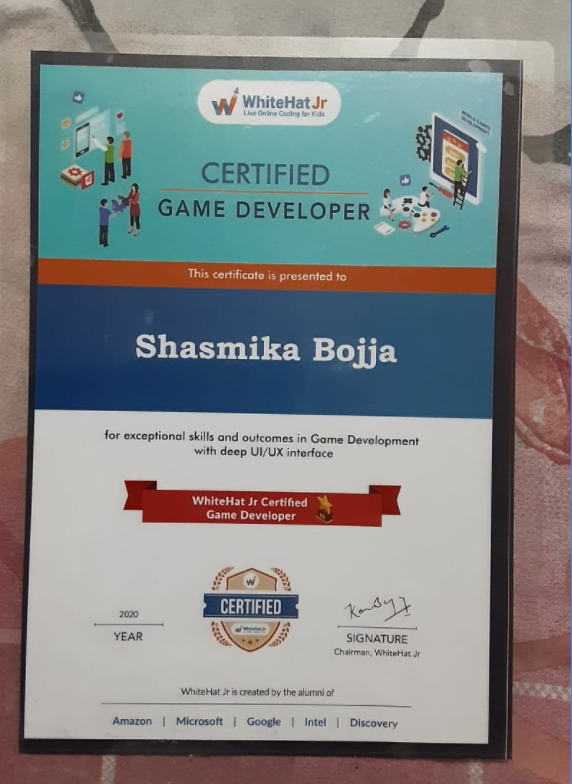 WhiteHat Jr
Live Online Coding for Kids
CERTIFIED
GAME DEVELOPER
This certificate is presented to
Shasmika Bojja
for exceptional skills and outcomes in Game Development
with deep UI/UX interface
WhiteHat Jr Certified
Game Developer
CERTIFIED
WhiteHat Jr
2020
YEAR
SIGNATURE
Chairman, WhiteHat Jr
WhiteHat Jr is created by the alumni of
Amazon | Microsoft | Google | Intel | Discovery